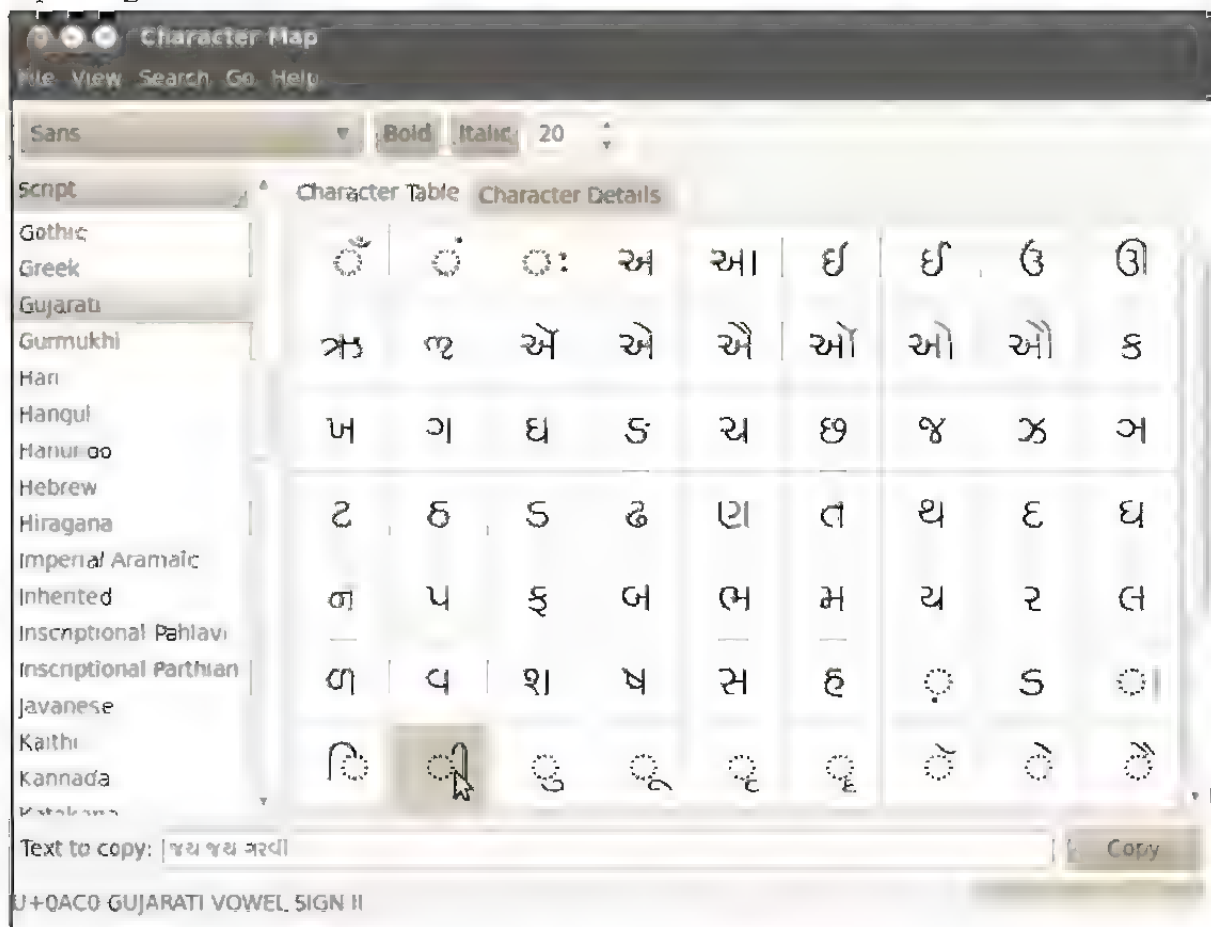 Character Map
File View Search Go Help
Sans Bold Italic 20
Script
Character Table Character Details
Gothic
Greek
Gujarati
Gurmukhi
Han
Hangul
Hanunoo
Hebrew
Hiragana
Imperial Aramaic
Inherited
Inscriptional Pahlavi
Inscriptional Parthian
Javanese
Kaithi
Kannada
Katakana
ઁ ં ઃ અ આ ઇ ઈ ઉ ઊ
ઋ ઌ ઍ એ ઐ ઑ ઓ ઔ ક
ખ ગ ઘ ઙ ચ છ જ ઝ ઞ
ટ ઠ ડ ઢ ણ ત થ દ ધ
ન પ ફ બ ભ મ ય ર લ
ળ વ શ ષ સ હ ઼ ઽ ા
િ ી ુ ૂ ૃ ૄ ૅ ે ૈ
Text to copy: જય જય ગરવી Copy
U+0AC0 GUJARATI VOWEL SIGN II